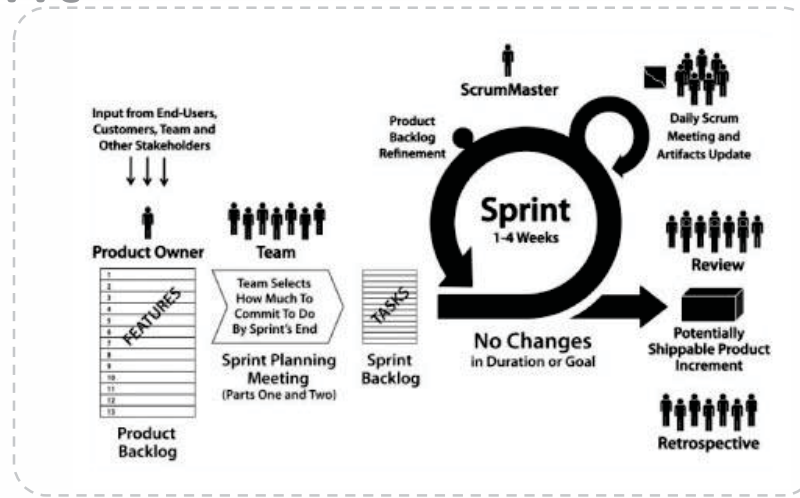 ScrumMaster
Input from End-Users,
Customers, Team and
Other Stakeholders
Product
Backlog
Refinement
Daily Scrum
Meeting and
Artifacts Update
Sprint
1-4 Weeks
Product Owner
Team
Review
1
2
3
4
5
6
7
8
9
10
11
12
13
FEATURES
Team Selects
How Much To
Commit To Do
By Sprint's End
TASKS
Sprint Planning
Meeting
(Parts One and Two)
Sprint
Backlog
No Changes
in Duration or Goal
Potentially
Shippable Product
Increment
Product
Backlog
Retrospective